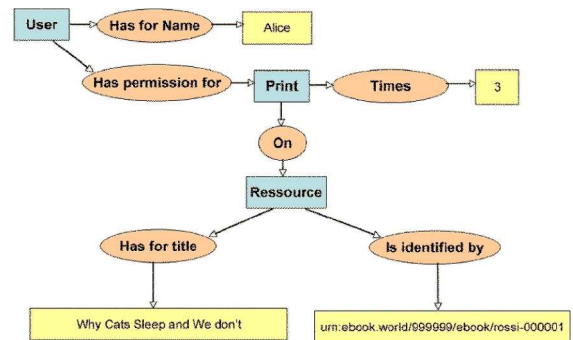 User
Has for Name
Alice
Has permission for
Print
Times
3
On
Ressource
Has for title
Is identified by
Why Cats Sleep and We don't
urn:ebook.world/999999/ebook/rossi-000001